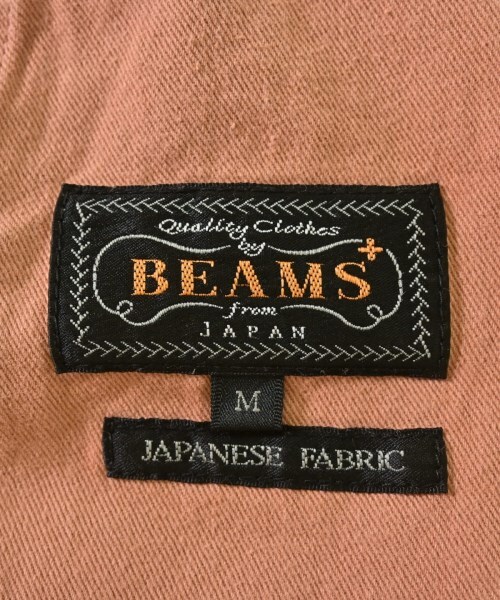 Quality Clothes
by
BEAMS+
from
JAPAN
M
JAPANESE FABRIC